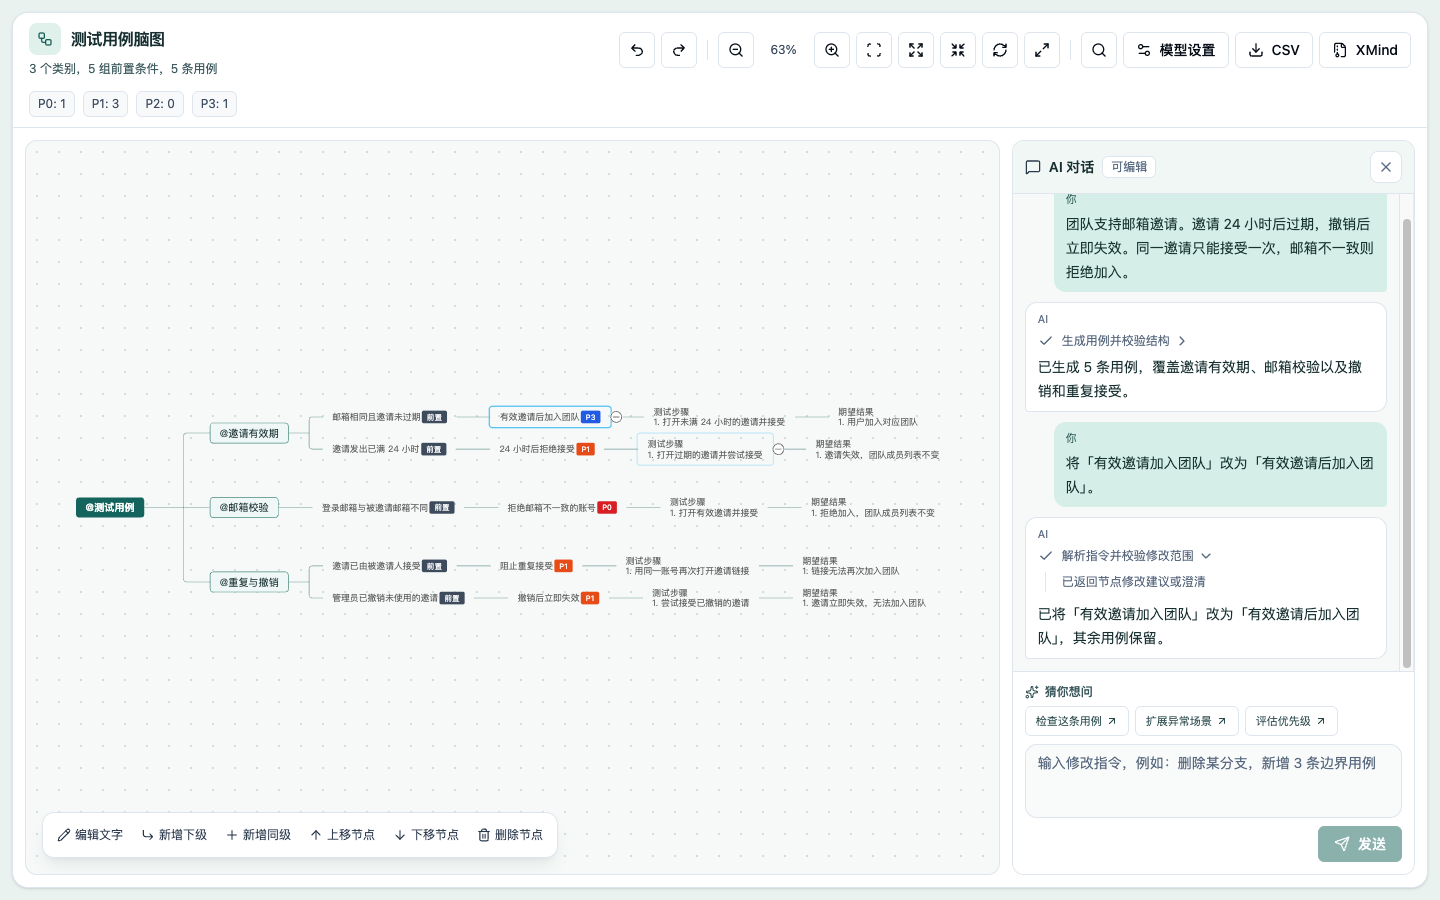 测试用例脑图
3 个类别，5 组前置条件，5 条用例
P0: 1
P1: 3
P2: 0
P3: 1
63%
模型设置
CSV
XMind
@测试用例
@邀请有效期
邮箱相同且邀请未过期 前置
有效邀请后加入团队 P3
测试步骤
1. 打开未满 24 小时的邀请并接受
期望结果
1. 用户加入对应团队
邀请发出已满 24 小时 前置
24 小时后拒绝接受 P1
测试步骤
1. 打开过期的邀请并尝试接受
期望结果
1. 邀请失效，团队成员列表不变
@邮箱校验
登录邮箱与被邀请邮箱不同 前置
拒绝邮箱不一致的账号 P0
测试步骤
1. 打开有效邀请并接受
期望结果
1. 拒绝加入，团队成员列表不变
@重复与撤销
邀请已由被邀请人接受 前置
阻止重复接受 P1
测试步骤
1. 用同一账号再次打开邀请链接
期望结果
1. 链接无法再次加入团队
管理员已撤销未使用的邀请 前置
撤销后立即失效 P1
测试步骤
1. 尝试接受已撤销的邀请
期望结果
1. 邀请立即失效，无法加入团队
编辑文字
新增下级
新增同级
上移节点
下移节点
删除节点
AI 对话
可编辑
你
团队支持邮箱邀请。邀请 24 小时后过期，撤销后
立即失效。同一邀请只能接受一次，邮箱不一致则
拒绝加入。
AI
生成用例并校验结构
已生成 5 条用例，覆盖邀请有效期、邮箱校验以及撤
销和重复接受。
你
将「有效邀请加入团队」改为「有效邀请后加入团
队」。
AI
解析指令并校验修改范围
已返回节点修改建议或澄清
已将「有效邀请加入团队」改为「有效邀请后加入团
队」，其余用例保留。
猜你想问
检查这条用例
扩展异常场景
评估优先级
输入修改指令，例如：删除某分支，新增 3 条边界用例
发送